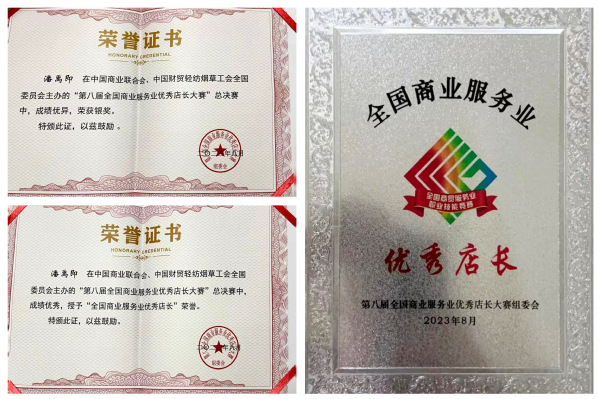 荣誉证书
HONORARY CREDENTIAL
在中国商业联合会、中国财贸轻纺烟草工会全国
委员会主办的“第八届全国商业服务业优秀店长大赛”总决赛
中，成绩优异，荣获银奖。
特颁此证，以兹鼓励。
组委会
荣誉证书
HONORARY CREDENTIAL
在中国商业联合会、中国财贸轻纺烟草工会全国
委员会主办的“第八届全国商业服务业优秀店长大赛”总决赛中，
成绩优秀，授予“全国商业服务业优秀店长”荣誉。
特颁此证，以兹鼓励。
组委会
全国商业服务业
全国商贸服务业
职业技能竞赛
优秀店长
第八届全国商业服务业优秀店长大赛组委会
2023年8月